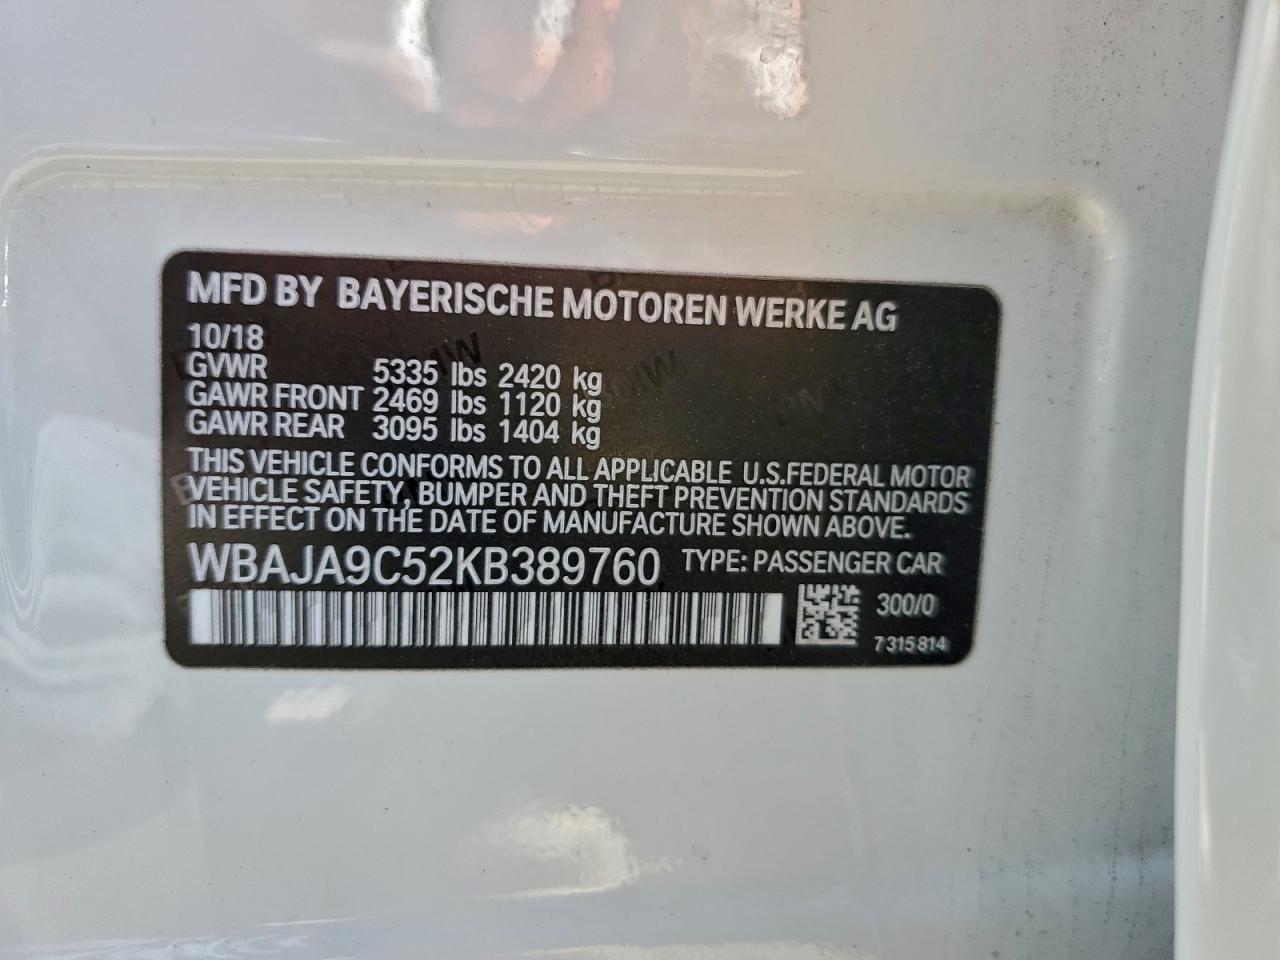 MFD BY BAYERISCHE MOTOREN WERKE AG
10/18
GVWR 5335 lbs 2420 kg
GAWR FRONT 2469 lbs 1120 kg
GAWR REAR 3095 lbs 1404 kg
THIS VEHICLE CONFORMS TO ALL APPLICABLE U.S.FEDERAL MOTOR
VEHICLE SAFETY, BUMPER AND THEFT PREVENTION STANDARDS
IN EFFECT ON THE DATE OF MANUFACTURE SHOWN ABOVE.
WBAJA9C52KB389760 TYPE: PASSENGER CAR
300/0
7315814